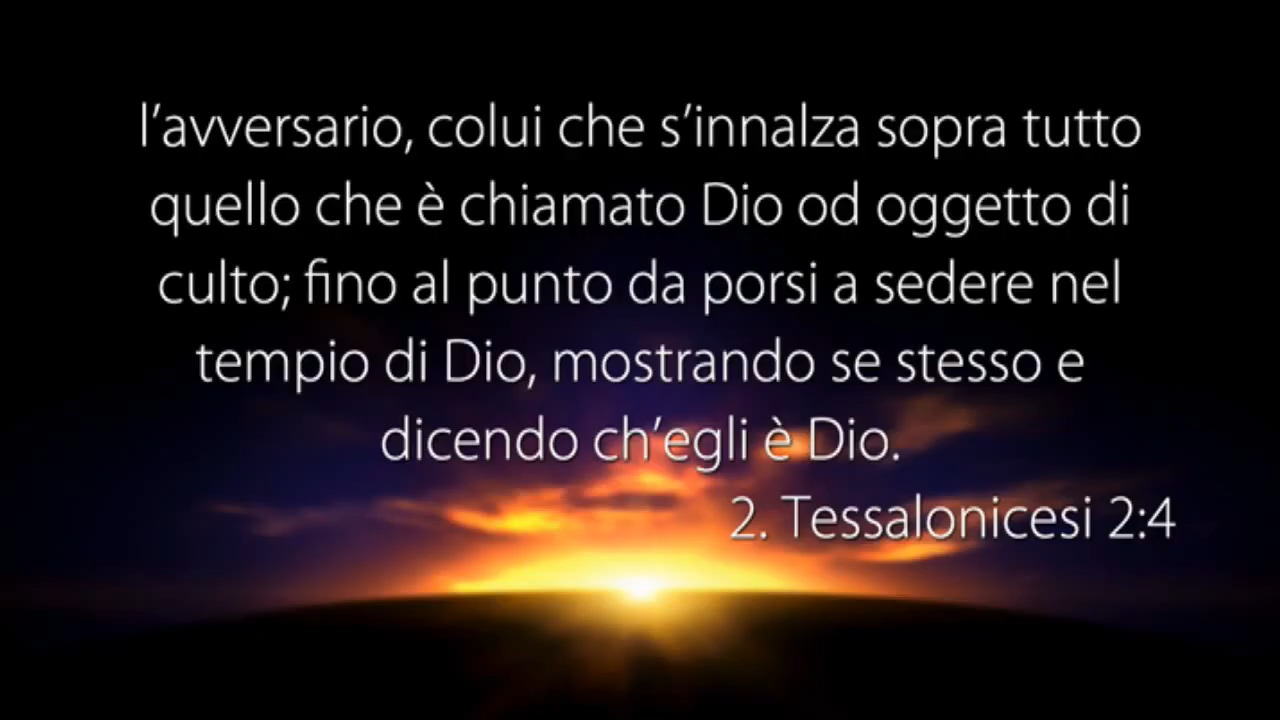 l’avversario, colui che s’innalza sopra tutto
quello che è chiamato Dio od oggetto di
culto; fino al punto da porsi a sedere nel
tempio di Dio, mostrando se stesso e
dicendo ch’egli è Dio.
2. Tessalonicesi 2:4